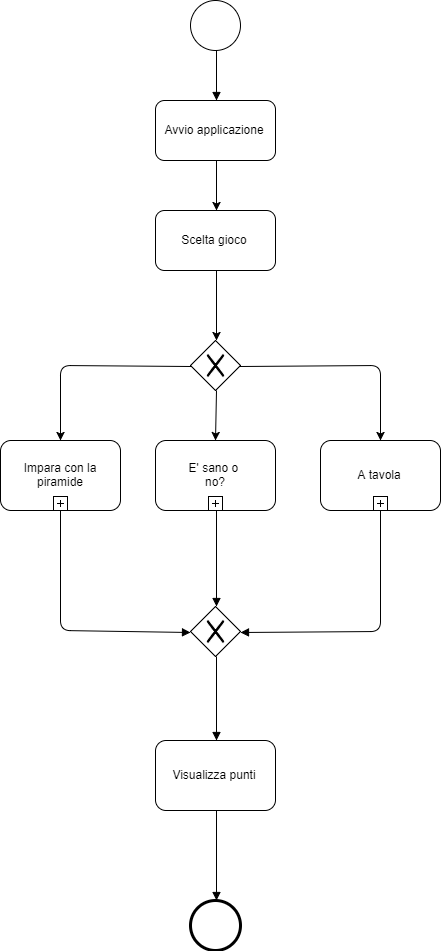 Avvio applicazione
Scelta gioco
Impara con la
piramide
E' sano o
no?
A tavola
Visualizza punti